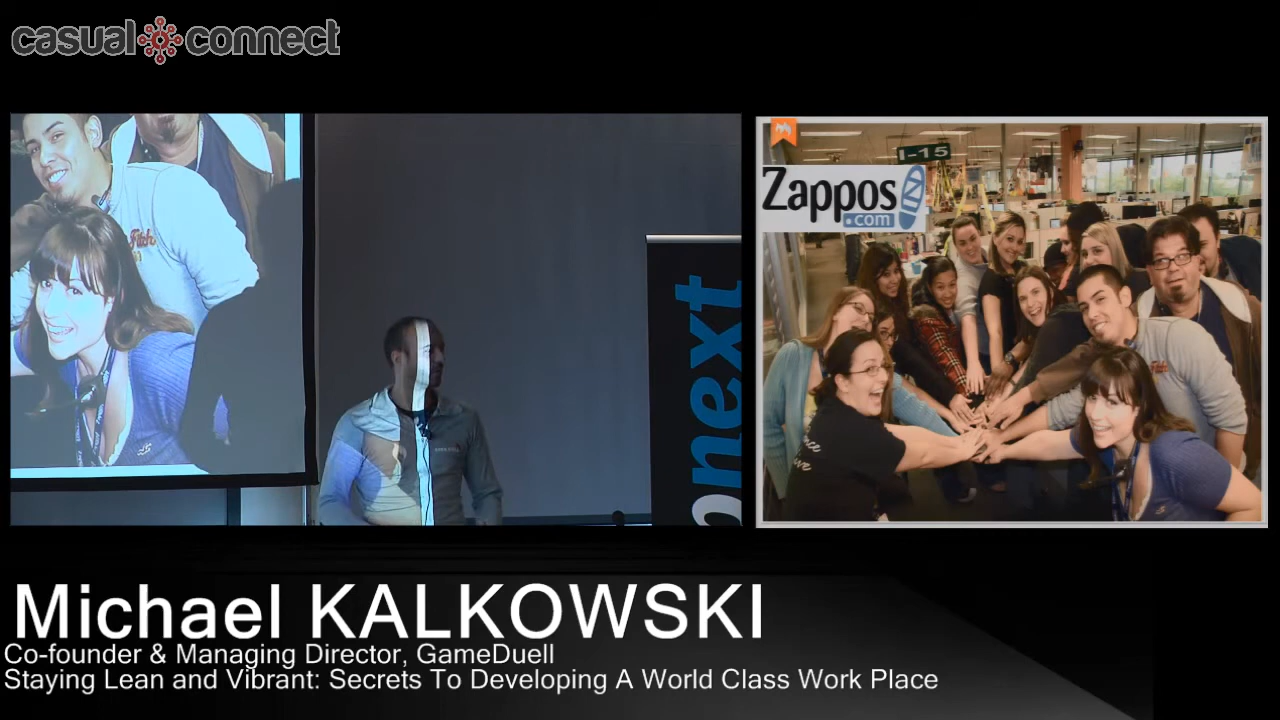 casual connect
I-15
Zappos
.com
Fitch
next
Michael KALKOWSKI
Co-founder & Managing Director, GameDuell
Staying Lean and Vibrant: Secrets To Developing A World Class Work Place